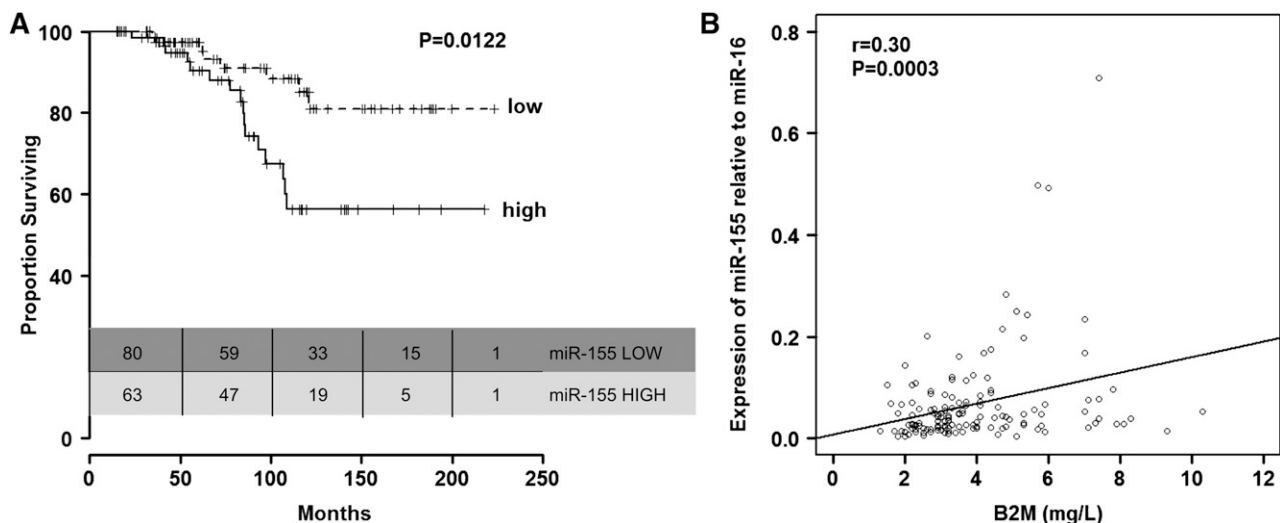 A
P=0.0122
Proportion Surviving
100
80
60
40
0
low
high
80 59 33 15 1 miR-155 LOW
63 47 19 5 1 miR-155 HIGH
0 50 100 150 200 250
Months
B
r=0.30
P=0.0003
Expression of miR-155 relative to miR-16
0.8
0.6
0.4
0.2
0.0
0 2 4 6 8 10 12
B2M (mg/L)